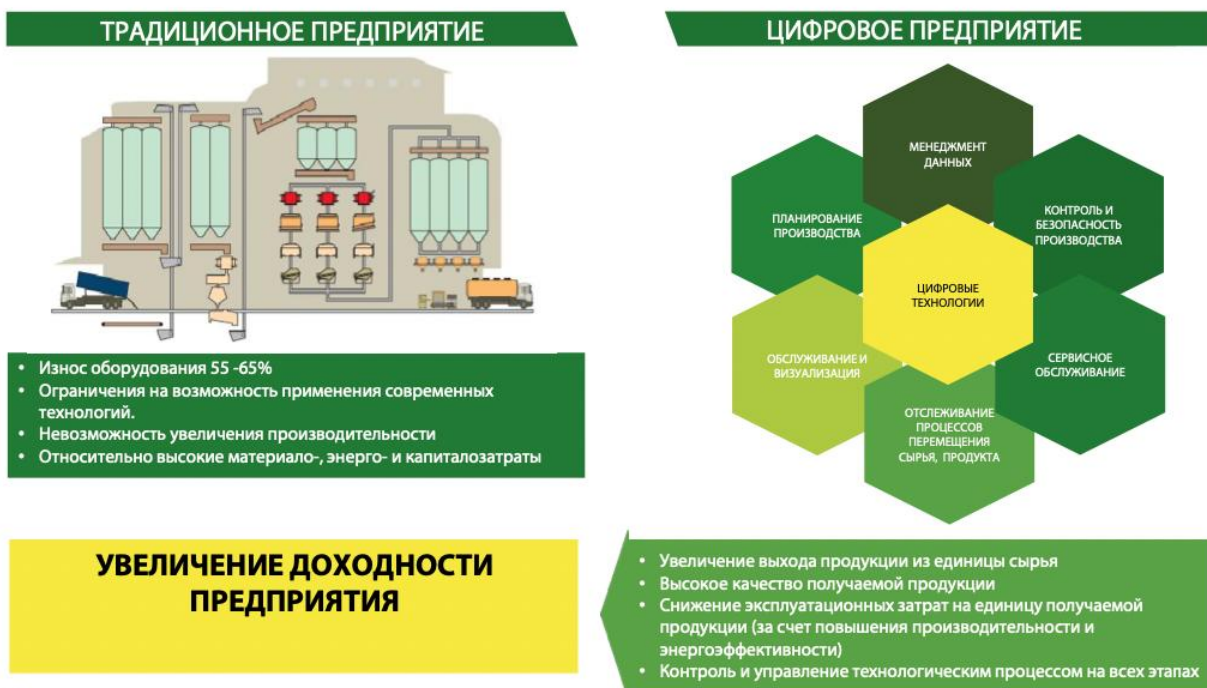 ТРАДИЦИОННОЕ ПРЕДПРИЯТИЕ
• Износ оборудования 55 -65%
• Ограничения на возможность применения современных
технологий.
• Невозможность увеличения производительности
• Относительно высокие материало-, энерго- и капиталозатраты
ЦИФРОВОЕ ПРЕДПРИЯТИЕ
МЕНЕДЖМЕНТ
ДАННЫХ
ПЛАНИРОВАНИЕ
ПРОИЗВОДСТВА
КОНТРОЛЬ И
БЕЗОПАСНОСТЬ
ПРОИЗВОДСТВА
ЦИФРОВЫЕ
ТЕХНОЛОГИИ
ОБСЛУЖИВАНИЕ И
ВИЗУАЛИЗАЦИЯ
СЕРВИСНОЕ
ОБСЛУЖИВАНИЕ
ОТСЛЕЖИВАНИЕ
ПРОЦЕССОВ
ПЕРЕМЕЩЕНИЯ
СЫРЬЯ, ПРОДУКТА
УВЕЛИЧЕНИЕ ДОХОДНОСТИ
ПРЕДПРИЯТИЯ
• Увеличение выхода продукции из единицы сырья
• Высокое качество получаемой продукции
• Снижение эксплуатационных затрат на единицу получаемой
продукции (за счет повышения производительности и
энергоэффективности)
• Контроль и управление технологическим процессом на всех этапах